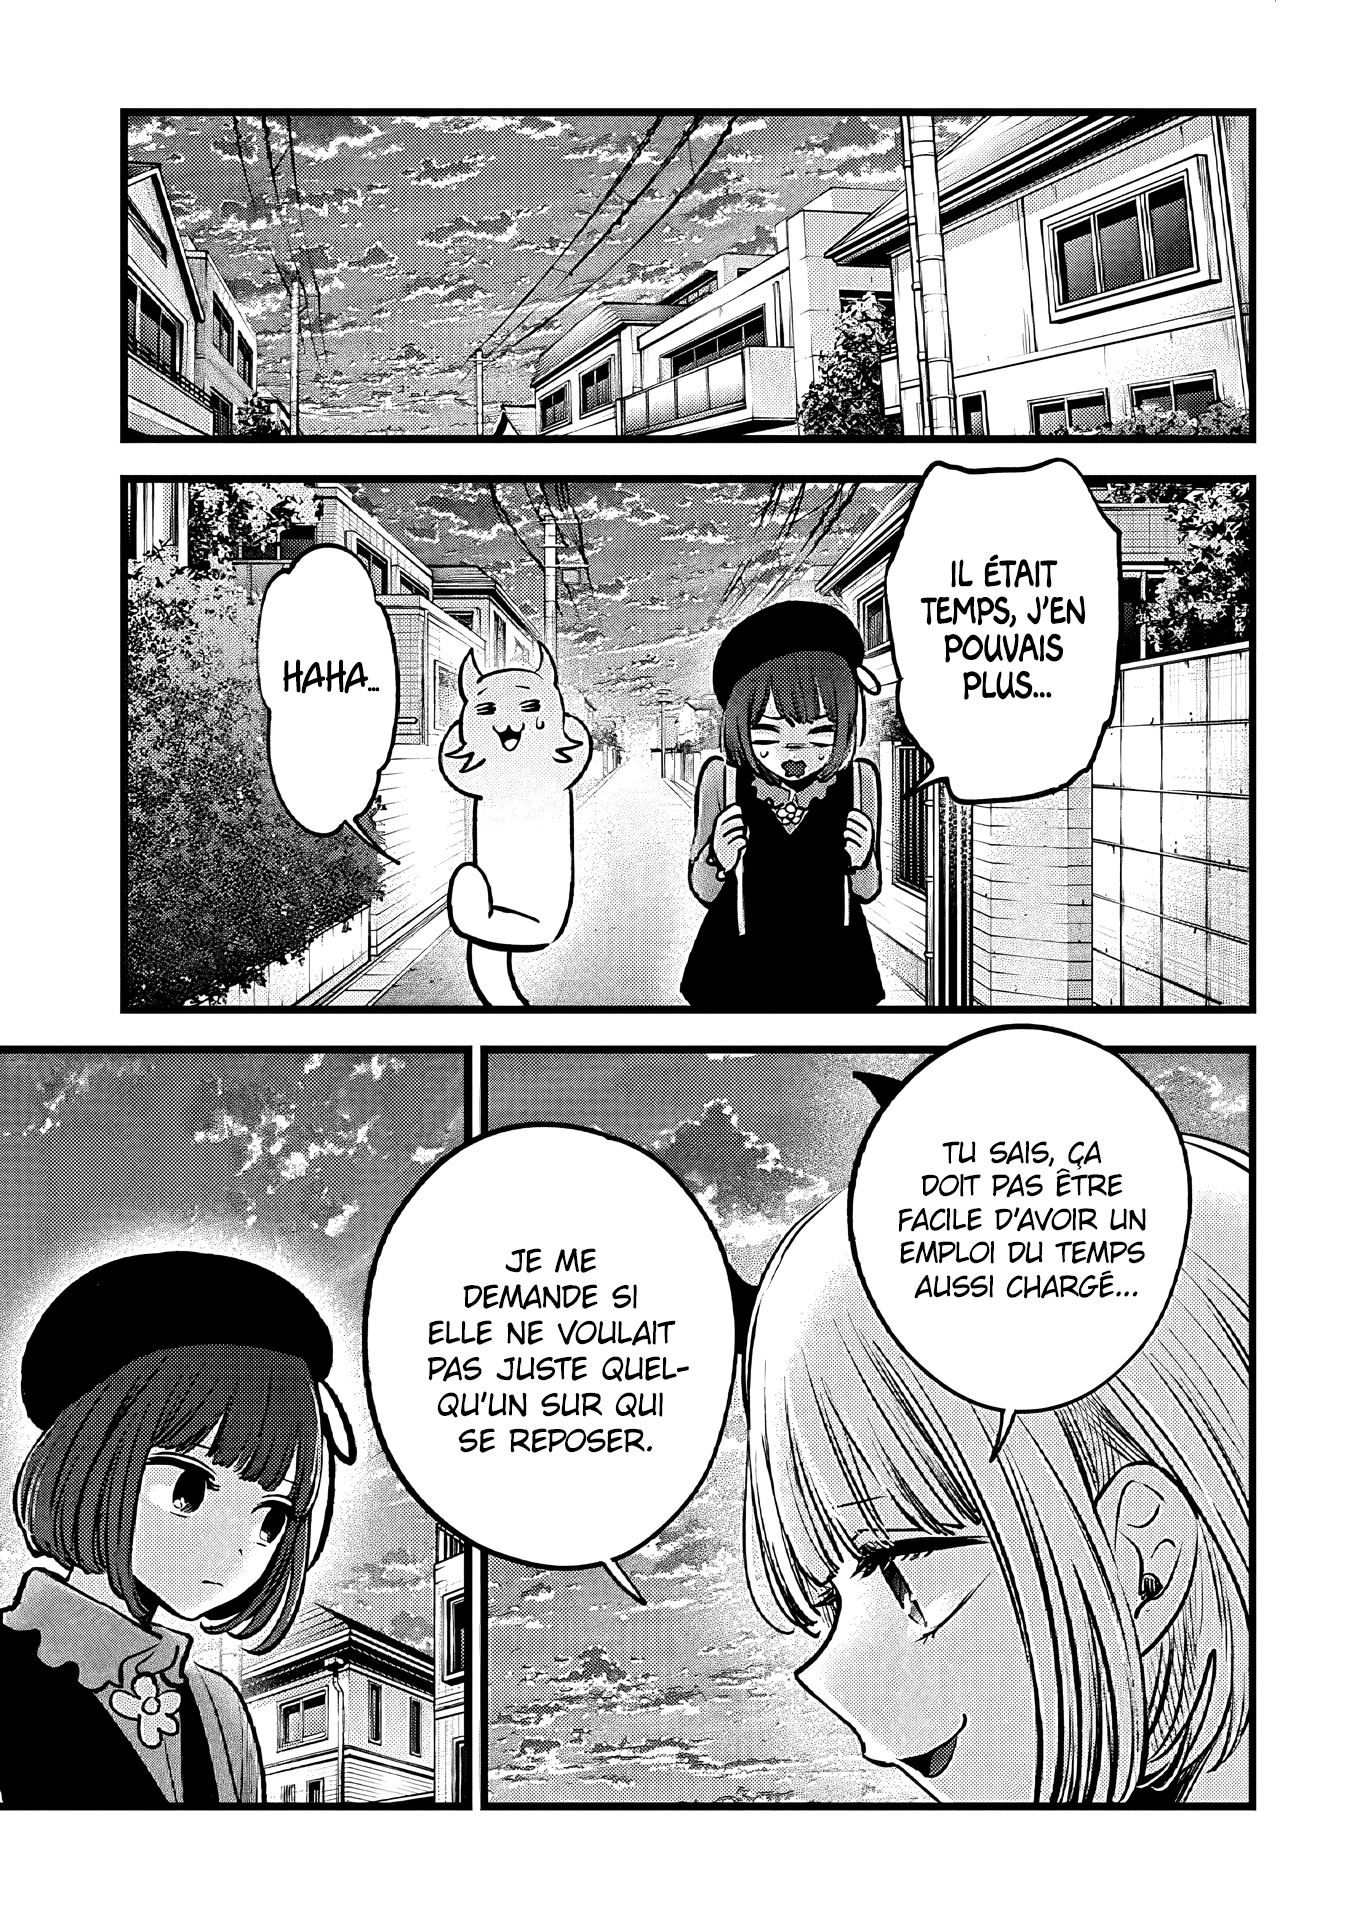 IL ÉTAIT
TEMPS, J'EN
POUVAIS
PLUS...
HAHA...
TU SAIS, ÇA
DOIT PAS ÊTRE
FACILE D'AVOIR UN
EMPLOI DU TEMPS
AUSSI CHARGÉ...
JE ME
DEMANDE SI
ELLE NE VOULAIT
PAS JUSTE QUEL-
QU'UN SUR QUI
SE REPOSER.